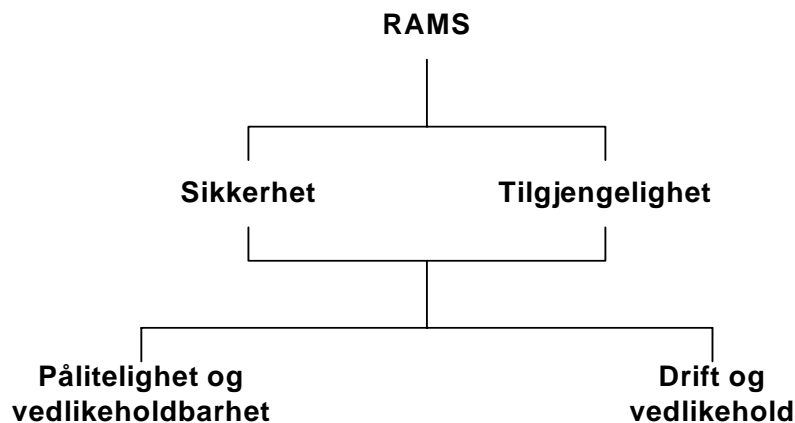 RAMS
Sikkerhet
Tilgjengelighet
Pålitelighet og
vedlikeholdbarhet
Drift og
vedlikehold